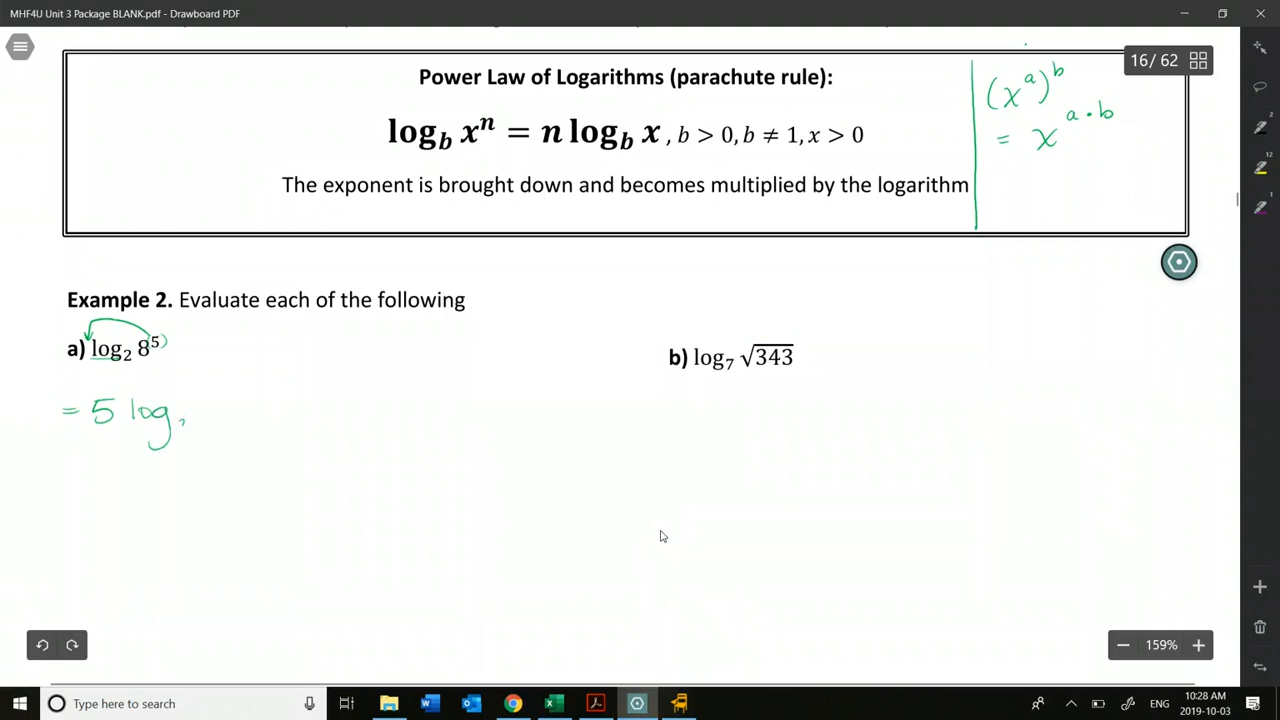 MHF4U Unit 3 Package BLANK.pdf - Drawboard PDF
16 / 62
Power Law of Logarithms (parachute rule):
log_b x^n = n log_b x , b > 0, b ≠ 1, x > 0
The exponent is brought down and becomes multiplied by the logarithm
(x^a)^b
= x^{a·b}
Example 2. Evaluate each of the following
a) log_2 8^5
= 5 log
b) log_7 √343
159%
Type here to search
ENG
10:28 AM
2019-10-03